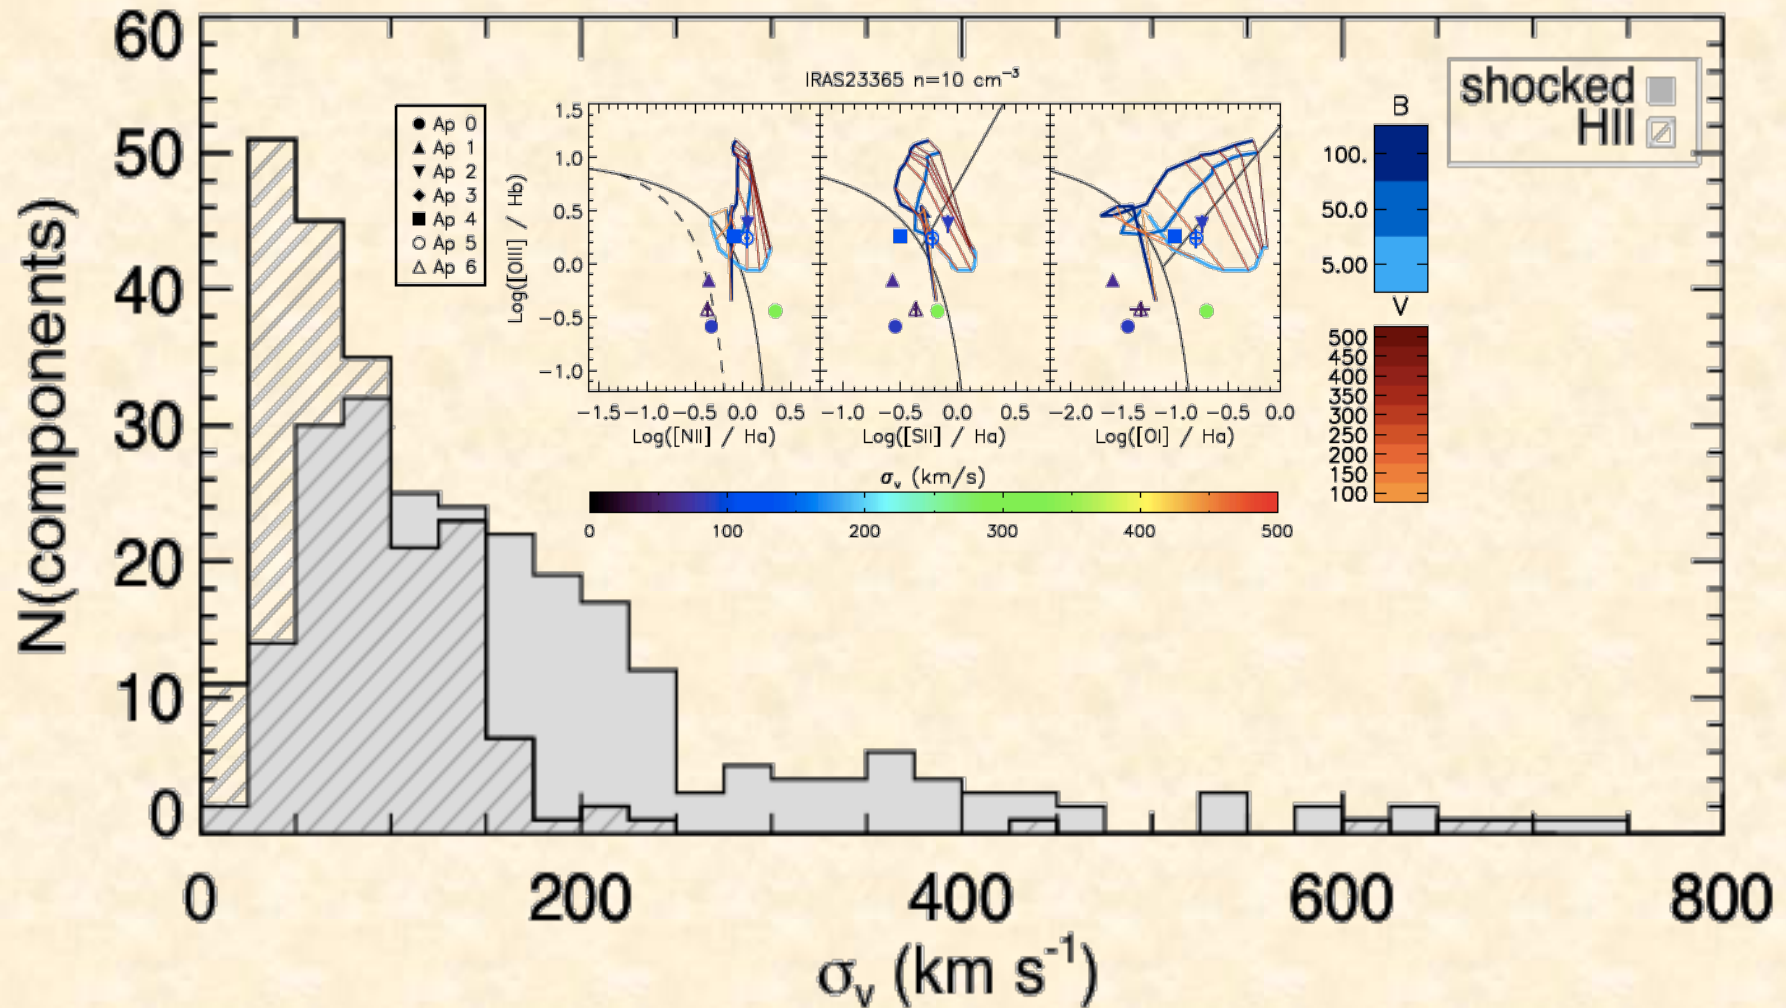 IRAS23365 n=10 cm⁻³
shocked
HII
Ap 0
Ap 1
Ap 2
Ap 3
Ap 4
Ap 5
Ap 6
Log([OIII] / Hb)
1.5
1.0
0.5
0.0
−0.5
−1.0
−1.5 −1.0 −0.5 0.0 0.5
−1.0 −0.5 0.0 0.5
−2.0 −1.5 −1.0 −0.5 0.0
Log([NII] / Ha)
Log([SII] / Ha)
Log([OI] / Ha)
σv (km/s)
0 100 200 300 400 500
B
100.
50.0
5.00
V
500
450
400
350
300
250
200
150
100
N(components)
60
50
40
30
20
10
0
0 200 400 600 800
σv (km s⁻¹)